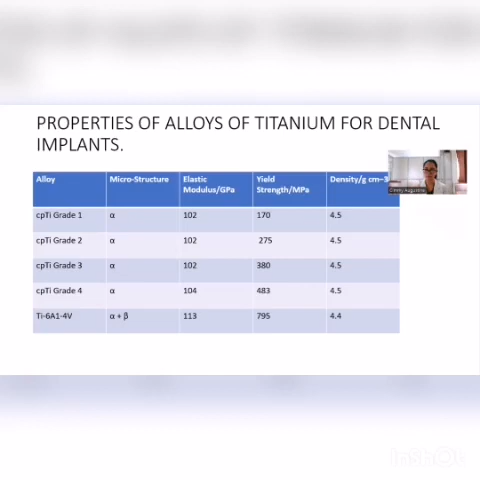 PROPERTIES OF ALLOYS OF TITANIUM FOR DENTAL
IMPLANTS.
Alloy Micro-Structure Elastic Modulus/GPa Yield Strength/MPa Density/g cm–3
cpTi Grade 1 α 102 170 4.5
cpTi Grade 2 α 102 275 4.5
cpTi Grade 3 α 102 380 4.5
cpTi Grade 4 α 104 483 4.5
Ti-6A1-4V α + β 113 795 4.4